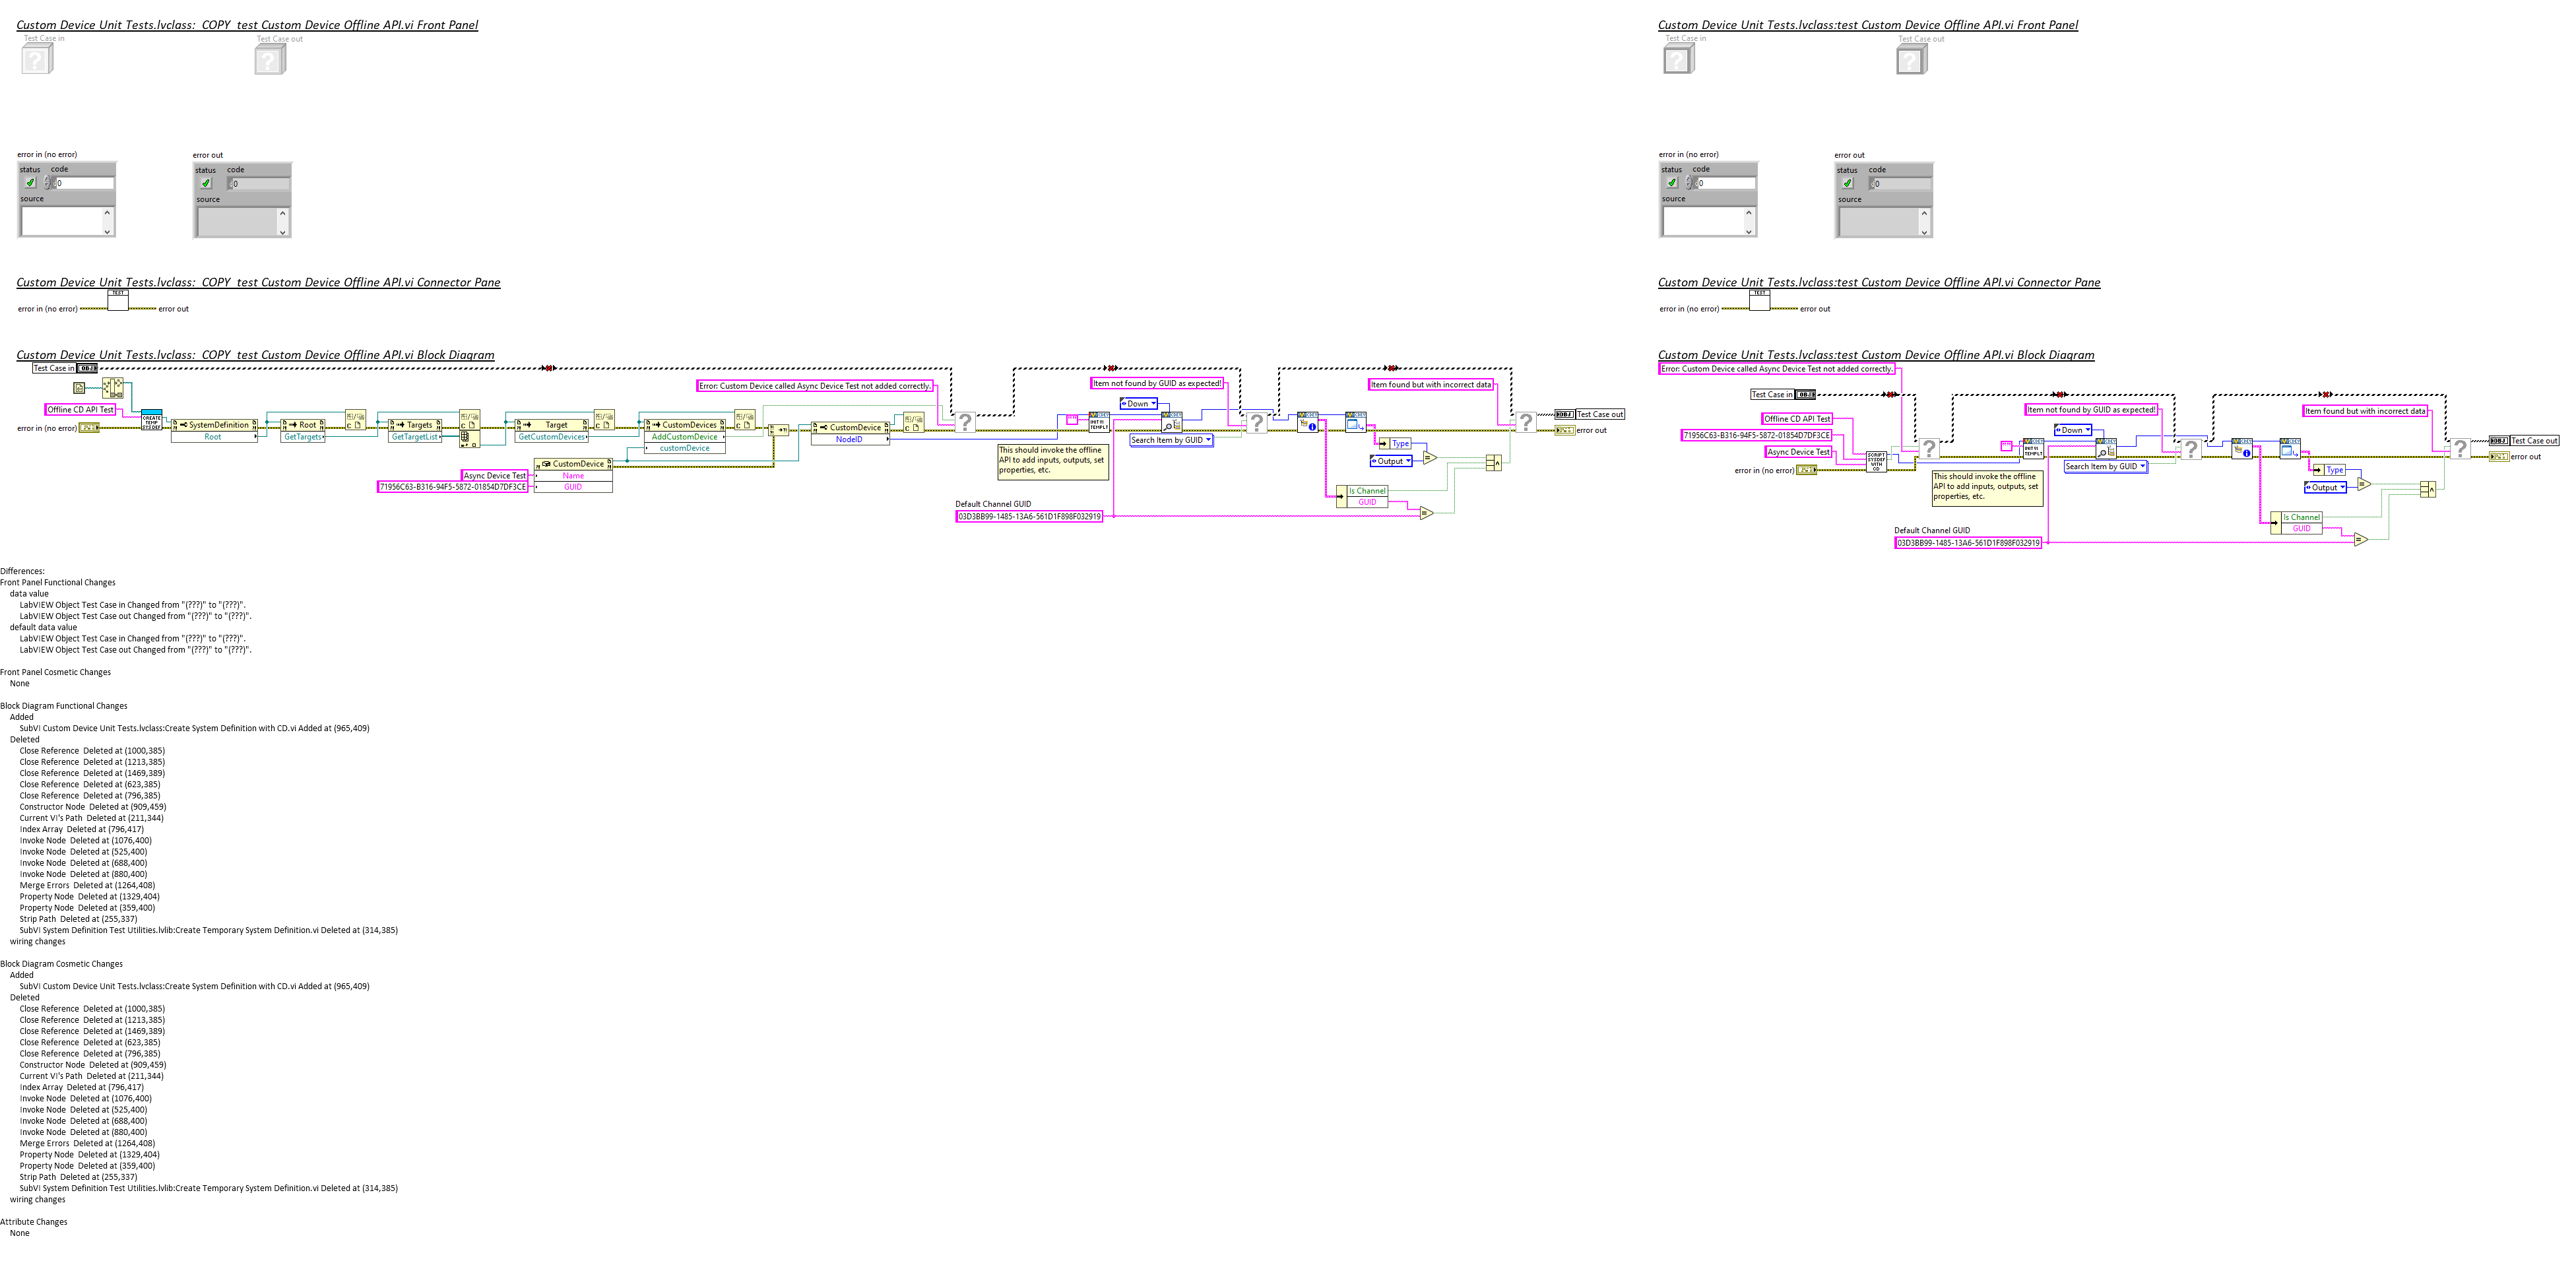 Custom Device Unit Tests.lvclass:_COPY_test Custom Device Offline API.vi Front Panel
Test Case in
Test Case out
error in (no error)
error out
status code
0
source
status code
0
source
Custom Device Unit Tests.lvclass:_COPY_test Custom Device Offline API.vi Connector Pane
TEST
error in (no error)
error out
Custom Device Unit Tests.lvclass:_COPY_test Custom Device Offline API.vi Block Diagram
Test Case in
OBJ
Error: Custom Device called Async Device Test not added correctly.
Item not found by GUID as expected!
Item found but with incorrect data
Down
Offline CD API Test
CREATE
TEMP
SYSDEF
error in (no error)
SystemDefinition
Root
Root
GetTargets
Targets
GetTargetList
Target
GetCustomDevices
CustomDevices
AddCustomDevice
customDevice
CustomDevice
NodeID
Test Case out
error out
Search Item by GUID
This should invoke the offline
API to add inputs, outputs, set
properties, etc.
Type
Output
CustomDevice
Name
GUID
Async Device Test
71956C63-B316-94F5-5872-01854D7DF3CE
Is Channel
GUID
Default Channel GUID
03D3BB99-1485-13A6-561D1F898F032919
Custom Device Unit Tests.lvclass:test Custom Device Offline API.vi Front Panel
Test Case in
Test Case out
error in (no error)
error out
status code
0
source
status code
0
source
Custom Device Unit Tests.lvclass:test Custom Device Offline API.vi Connector Pane
TEST
error in (no error)
error out
Custom Device Unit Tests.lvclass:test Custom Device Offline API.vi Block Diagram
Error: Custom Device called Async Device Test not added correctly.
Test Case in
OBJ
Item not found by GUID as expected!
Item found but with incorrect data
Offline CD API Test
71956C63-B316-94F5-5872-01854D7DF3CE
Async Device Test
error in (no error)
SCRIPT
SYSDEF
WITH
CD
Down
Search Item by GUID
Test Case out
error out
This should invoke the offline
API to add inputs, outputs, set
properties, etc.
Type
Output
Is Channel
GUID
Default Channel GUID
03D3BB99-1485-13A6-561D1F898F032919
Differences:
Front Panel Functional Changes
data value
LabVIEW Object Test Case in Changed from "(???)" to "(???)".
LabVIEW Object Test Case out Changed from "(???)" to "(???)".
default data value
LabVIEW Object Test Case in Changed from "(???)" to "(???)".
LabVIEW Object Test Case out Changed from "(???)" to "(???)".
Front Panel Cosmetic Changes
None
Block Diagram Functional Changes
Added
SubVI Custom Device Unit Tests.lvclass:Create System Definition with CD.vi Added at (965,409)
Deleted
Close Reference  Deleted at (1000,385)
Close Reference  Deleted at (1213,385)
Close Reference  Deleted at (1469,389)
Close Reference  Deleted at (623,385)
Close Reference  Deleted at (796,385)
Constructor Node  Deleted at (909,459)
Current VI's Path  Deleted at (211,344)
Index Array  Deleted at (796,417)
Invoke Node  Deleted at (1076,400)
Invoke Node  Deleted at (525,400)
Invoke Node  Deleted at (688,400)
Invoke Node  Deleted at (880,400)
Merge Errors  Deleted at (1264,408)
Property Node  Deleted at (1329,404)
Property Node  Deleted at (359,400)
Strip Path  Deleted at (255,337)
SubVI System Definition Test Utilities.lvlib:Create Temporary System Definition.vi Deleted at (314,385)
wiring changes
Block Diagram Cosmetic Changes
Added
SubVI Custom Device Unit Tests.lvclass:Create System Definition with CD.vi Added at (965,409)
Deleted
Close Reference  Deleted at (1000,385)
Close Reference  Deleted at (1213,385)
Close Reference  Deleted at (1469,389)
Close Reference  Deleted at (623,385)
Close Reference  Deleted at (796,385)
Constructor Node  Deleted at (909,459)
Current VI's Path  Deleted at (211,344)
Index Array  Deleted at (796,417)
Invoke Node  Deleted at (1076,400)
Invoke Node  Deleted at (525,400)
Invoke Node  Deleted at (688,400)
Invoke Node  Deleted at (880,400)
Merge Errors  Deleted at (1264,408)
Property Node  Deleted at (1329,404)
Property Node  Deleted at (359,400)
Strip Path  Deleted at (255,337)
SubVI System Definition Test Utilities.lvlib:Create Temporary System Definition.vi Deleted at (314,385)
wiring changes
Attribute Changes
None